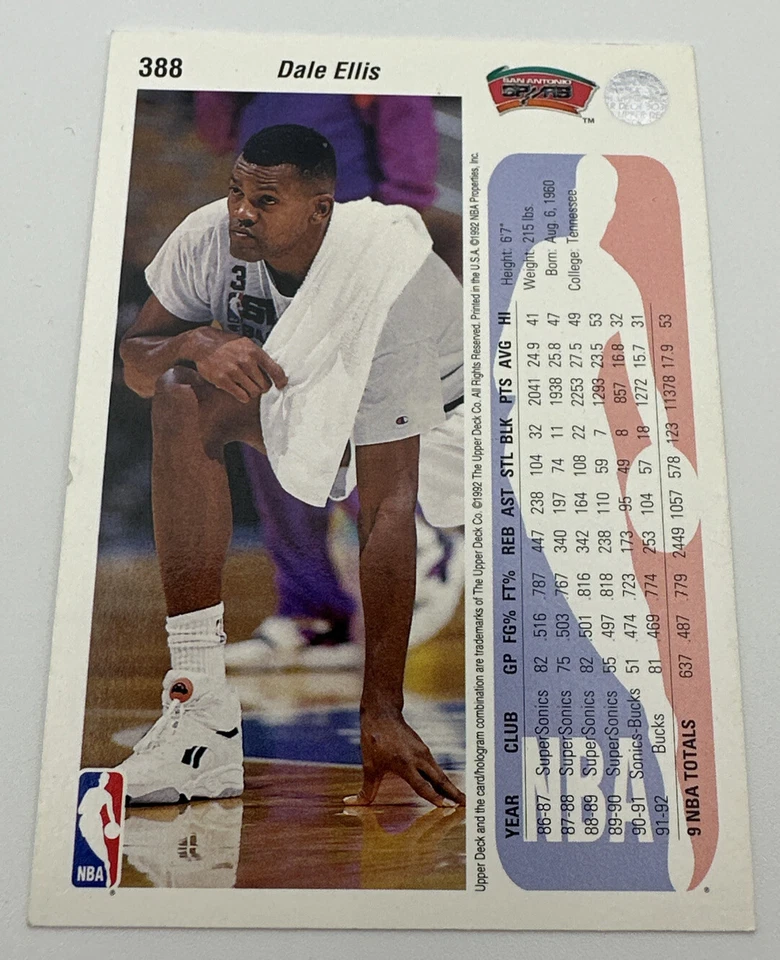 388 Dale Ellis
SAN ANTONIO
SPURS
TM
NBA
Upper Deck and the card/hologram combination are trademarks of The Upper Deck Co. ©1992 The Upper Deck Co. All Rights Reserved. Printed in the U.S.A. ©1992 NBA Properties, Inc.
Height: 6'7"
Weight: 215 lbs.
Born: Aug. 6, 1960
College: Tennessee
YEAR CLUB GP FG% FT% REB AST STL BLK PTS AVG HI
86-87 SuperSonics 82 .516 .787 447 238 104 32 2041 24.9 41
87-88 SuperSonics 75 .503 .767 340 197 74 11 1938 25.8 47
88-89 SuperSonics 82 .501 .816 342 164 108 22 2253 27.5 49
89-90 SuperSonics 55 .497 .818 238 110 59 7 1293 23.5 53
90-91 Sonics-Bucks 51 .474 .723 173 95 49 8 857 16.8 32
91-92 Bucks 81 .469 .774 253 104 57 18 1272 15.7 31
9 NBA TOTALS 637 .487 .779 2449 1057 578 123 11378 17.9 53
NBA